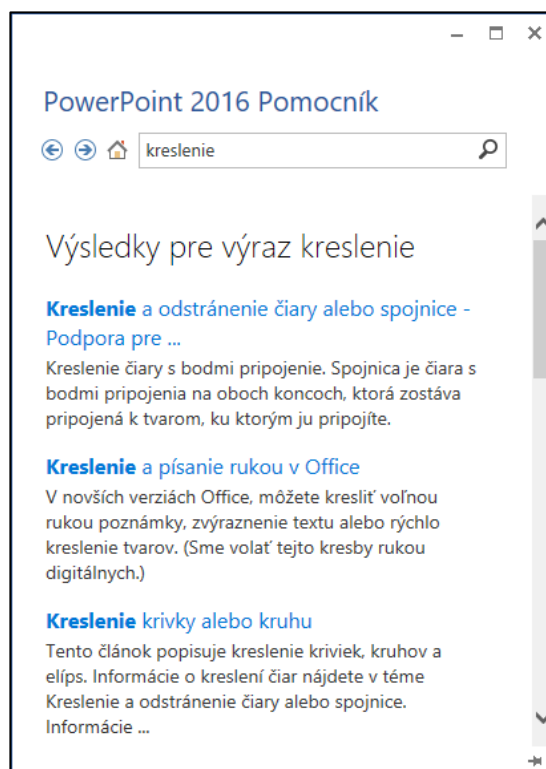 PowerPoint 2016 Pomocník
kreslenie
Výsledky pre výraz kreslenie
Kreslenie a odstránenie čiary alebo spojnice -
Podpora pre ...
Kreslenie čiary s bodmi pripojenie. Spojnica je čiara s
bodmi pripojenia na oboch koncoch, ktorá zostáva
pripojená k tvarom, ku ktorým ju pripojíte.
Kreslenie a písanie rukou v Office
V novších verziách Office, môžete kresliť voľnou
rukou poznámky, zvýraznenie textu alebo rýchlo
kreslenie tvarov. (Sme volať tejto kresby rukou
digitálnych.)
Kreslenie krivky alebo kruhu
Tento článok popisuje kreslenie kriviek, kruhov a
elíps. Informácie o kreslení čiar nájdete v téme
Kreslenie a odstránenie čiary alebo spojnice.
Informácie ...